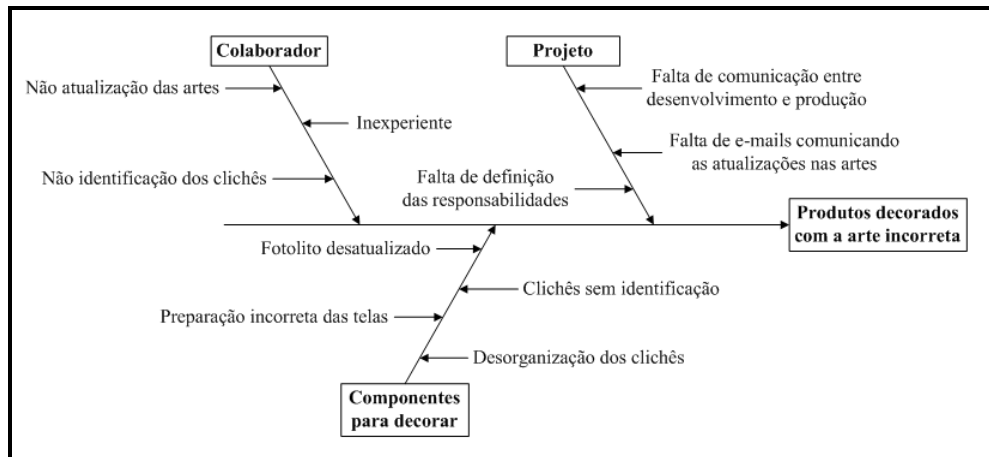 Colaborador
Projeto
Não atualização das artes
Falta de comunicação entre
desenvolvimento e produção
Inexperiente
Falta de e-mails comunicando
as atualizações nas artes
Não identificação dos clichês
Falta de definição
das responsabilidades
Produtos decorados
com a arte incorreta
Fotolito desatualizado
Clichês sem identificação
Preparação incorreta das telas
Desorganização dos clichês
Componentes
para decorar